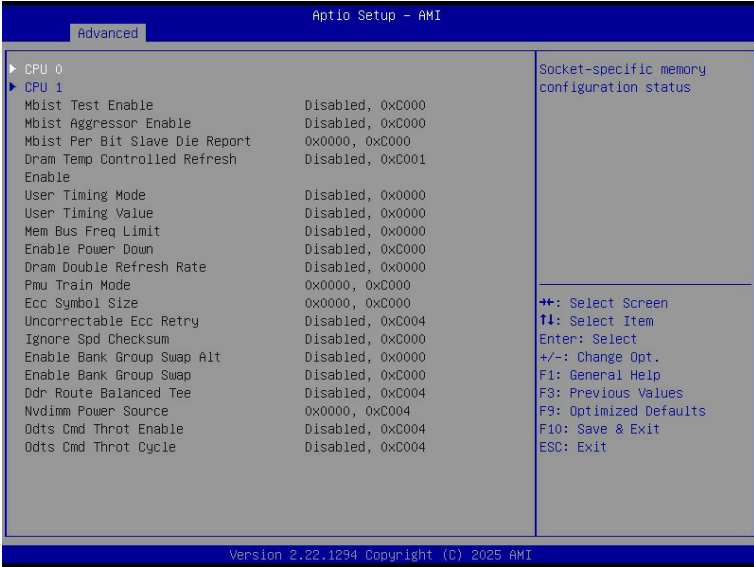 Aptio Setup – AMI
Advanced
▶ CPU 0
▶ CPU 1
Mbist Test Enable Disabled, 0xC000
Mbist Aggressor Enable Disabled, 0xC000
Mbist Per Bit Slave Die Report 0x0000, 0xC000
Dram Temp Controlled Refresh Disabled, 0xC001
Enable
User Timing Mode Disabled, 0x0000
User Timing Value Disabled, 0x0000
Mem Bus Freq Limit Disabled, 0x0000
Enable Power Down Disabled, 0xC000
Dram Double Refresh Rate Disabled, 0x0000
Pmu Train Mode 0x0000, 0xC000
Ecc Symbol Size 0x0000, 0xC000
Uncorrectable Ecc Retry Disabled, 0xC004
Ignore Spd Checksum Disabled, 0xC000
Enable Bank Group Swap Alt Disabled, 0x0000
Enable Bank Group Swap Disabled, 0xC000
Ddr Route Balanced Tee Disabled, 0xC004
Nvdimm Power Source 0x0000, 0xC004
Odts Cmd Throt Enable Disabled, 0xC004
Odts Cmd Throt Cycle Disabled, 0xC004
Socket-specific memory
configuration status
→←: Select Screen
↑↓: Select Item
Enter: Select
+/-: Change Opt.
F1: General Help
F3: Previous Values
F9: Optimized Defaults
F10: Save & Exit
ESC: Exit
Version 2.22.1294 Copyright (C) 2025 AMI